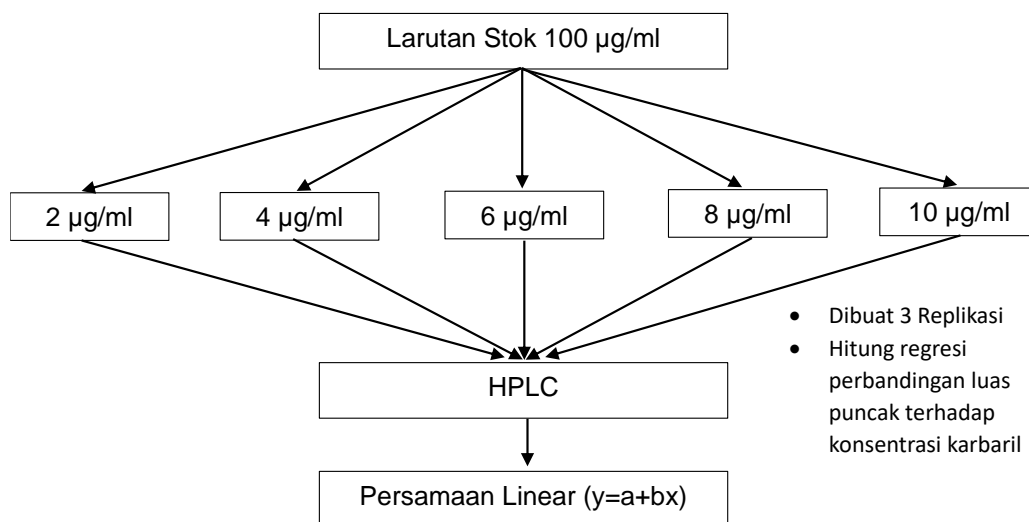 Larutan Stok 100 µg/ml
2 µg/ml
4 µg/ml
6 µg/ml
8 µg/ml
10 µg/ml
● Dibuat 3 Replikasi
● Hitung regresi
perbandingan luas
puncak terhadap
konsentrasi karbaril
HPLC
Persamaan Linear (y=a+bx)